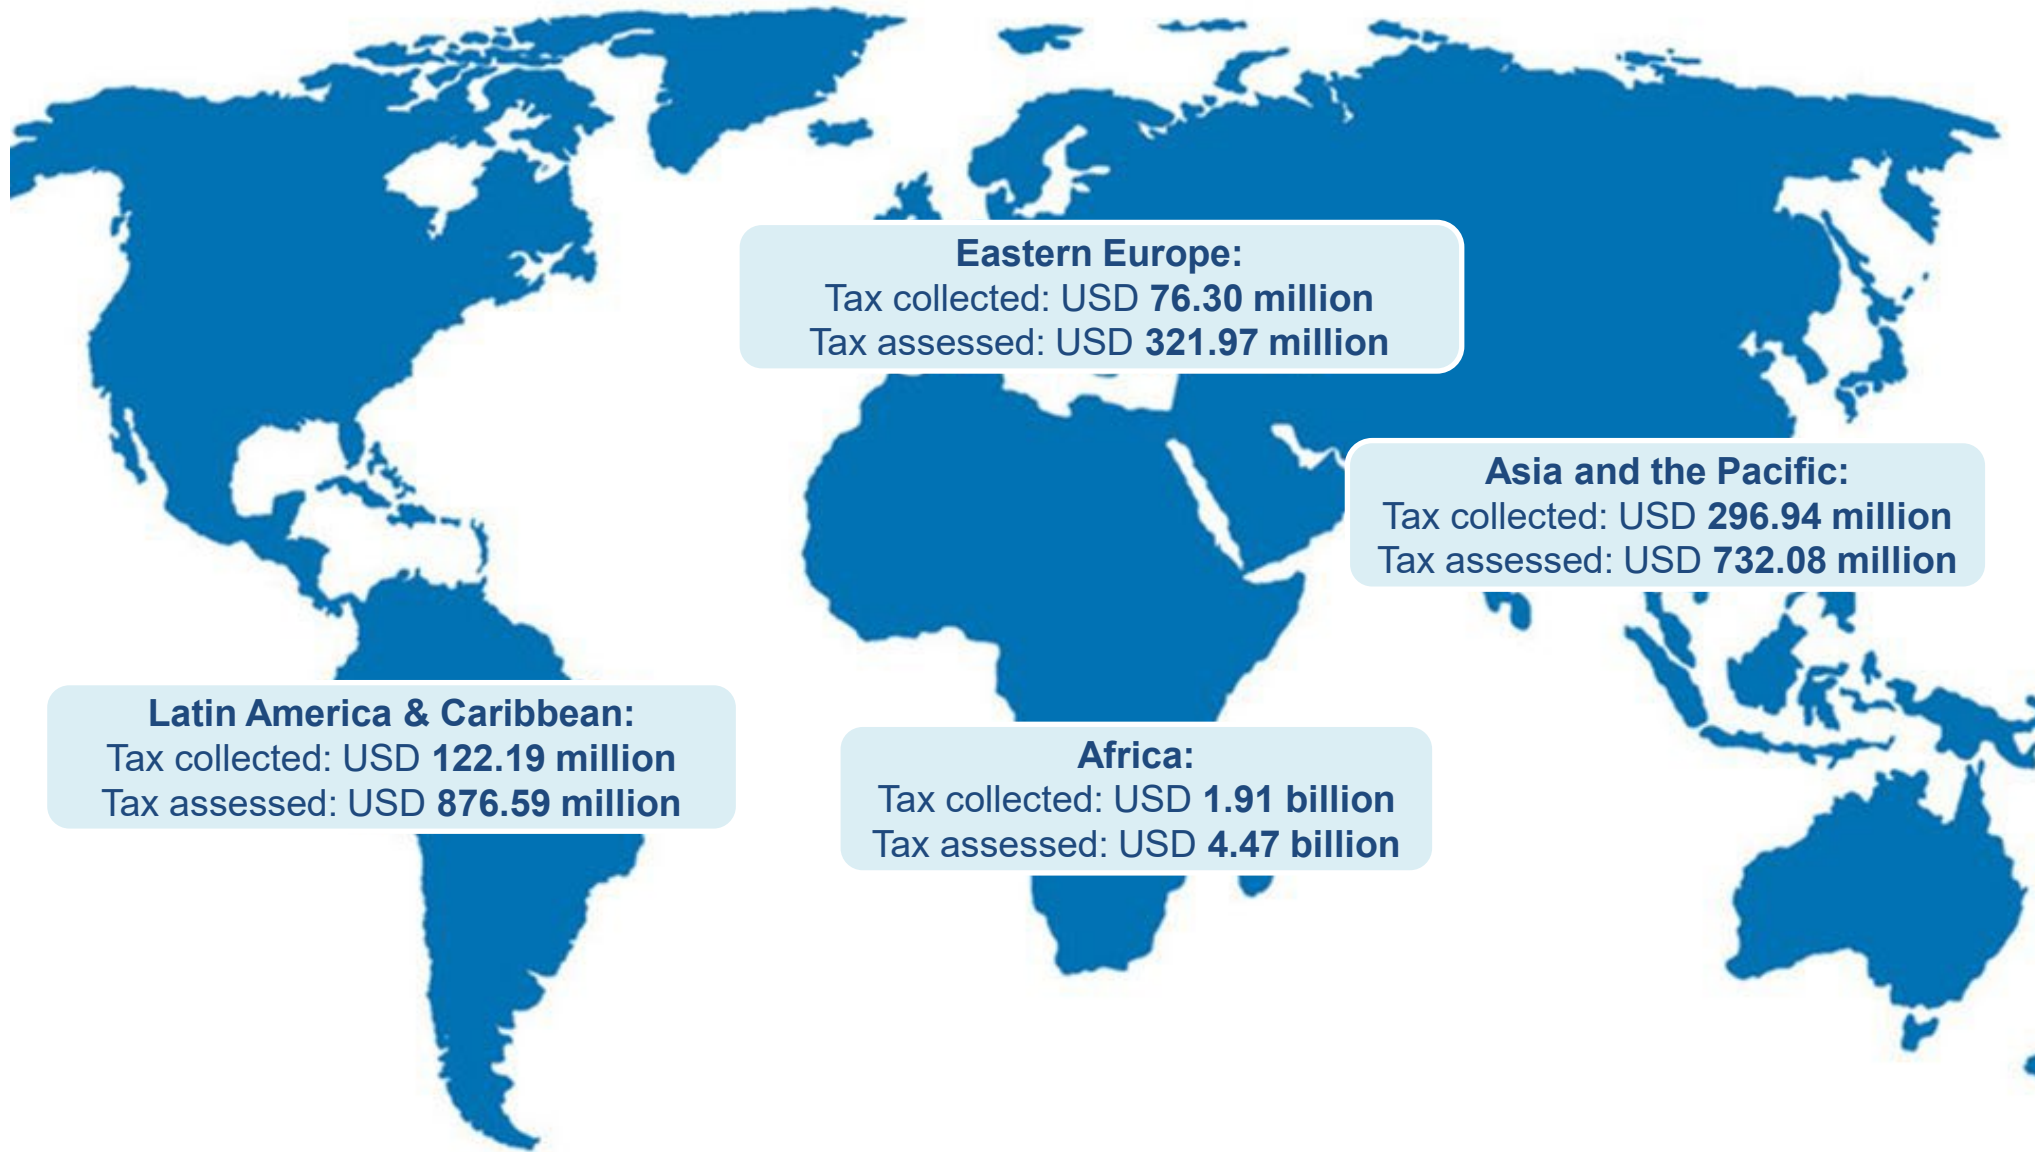 Eastern Europe:
Tax collected: USD 76.30 million
Tax assessed: USD 321.97 million
Asia and the Pacific:
Tax collected: USD 296.94 million
Tax assessed: USD 732.08 million
Latin America & Caribbean:
Tax collected: USD 122.19 million
Tax assessed: USD 876.59 million
Africa:
Tax collected: USD 1.91 billion
Tax assessed: USD 4.47 billion